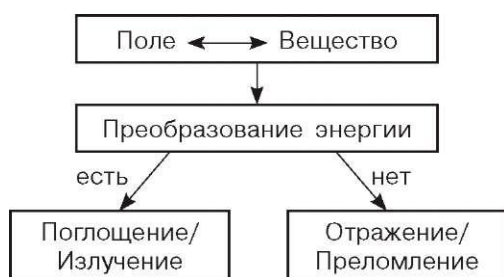 Поле ⟷ Вещество
Преобразование энергии
есть
нет
Поглощение/
Излучение
Отражение/
Преломление